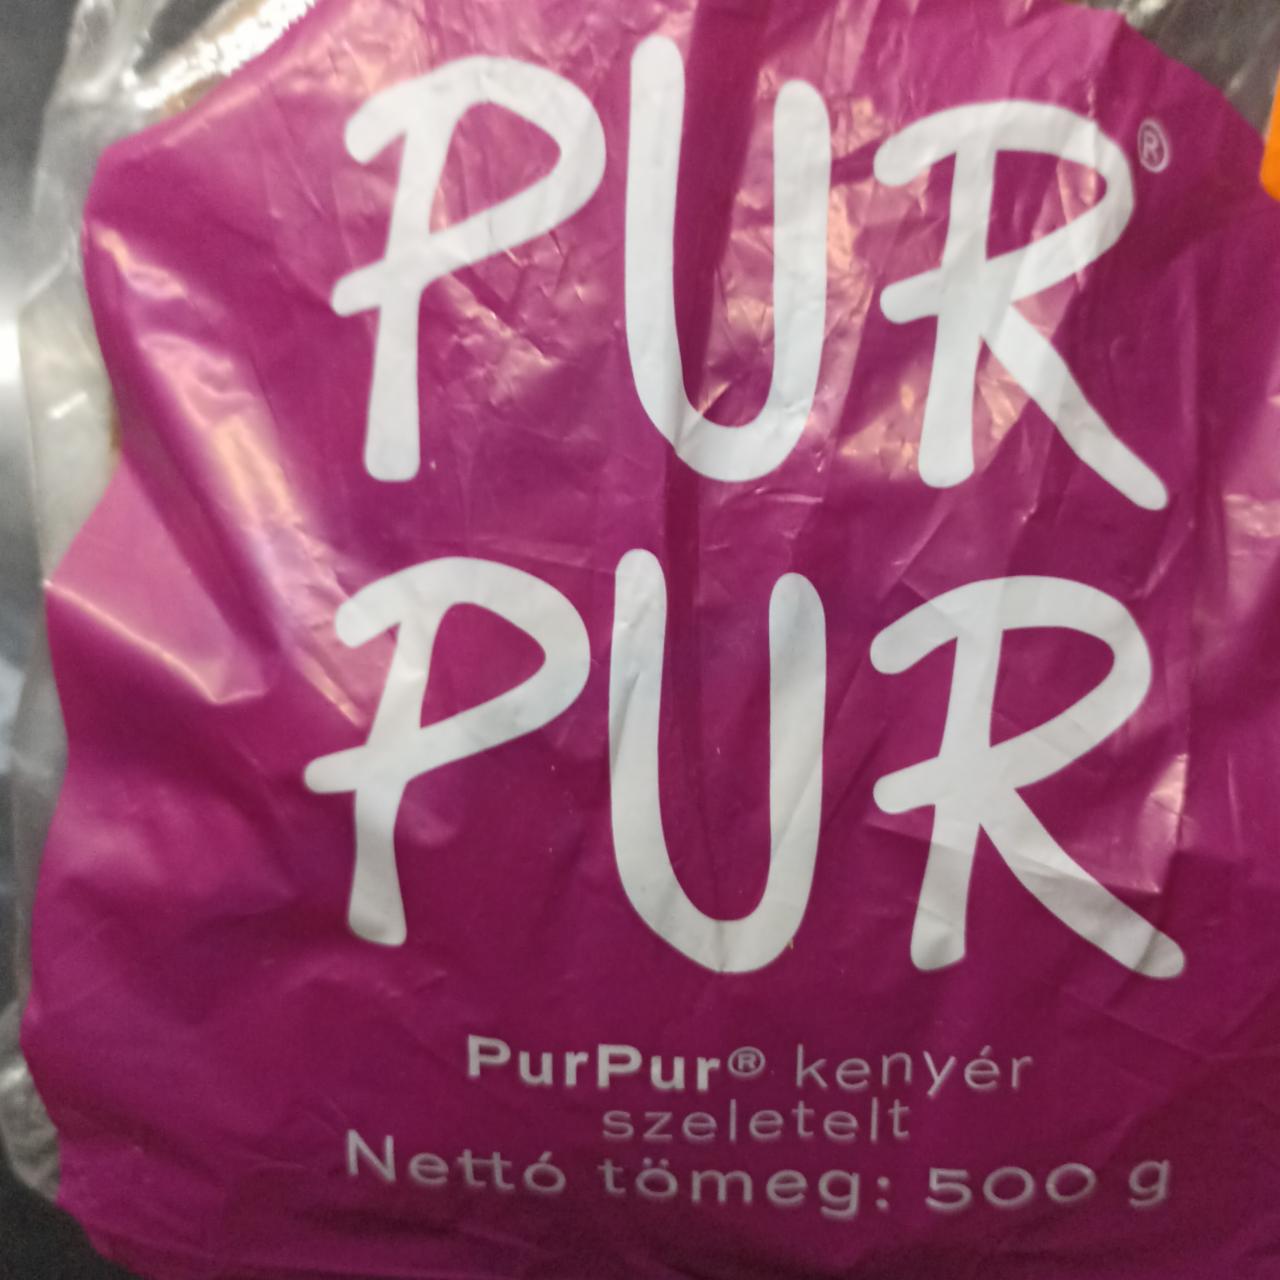 PUR®
PUR
PurPur® kenyér
szeletelt
Nettó tömeg: 500 g